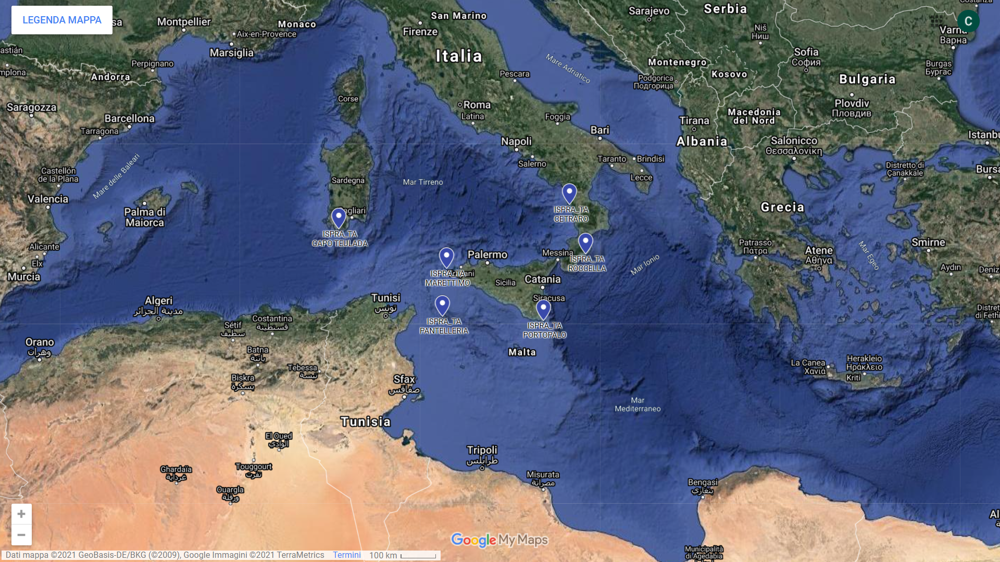 LEGENDA MAPPA
Montpellier
Monaco
Aix-en-Provence
Marsiglia
Perpignano
Andorra
Saragozza
Barcellona
Tarragona
Mare delle Baleari
Castellón
de la Plana
Valencia
Palma di
Maiorca
Alicante
Elx
Murcia
San Marino
Firenze
Italia
Pescara
Mare Adriatico
Corse
Roma
Latina
Foggia
Bari
Napoli
Salerno
Taranto
Brindisi
Lecce
Sardegna
Mar Tirreno
Sarajevo
Serbia
Niš
Ниш
Montenegro
Kosovo
Podgorica
Подгорица
Sofia
София
Bulgaria
Varna
Варна
C
Burgas
Бургас
Plovdiv
Пловдив
Macedonia
del Nord
Tirana
Albania
Salonicco
Θεσσαλονίκη
Distretto di
Çanakkale
Grecia
ISPRA_TA
CETRARO
ISPRA_TA
CAPO TEULADA
ISPRA_TA
ROCCELLA
ISPRA_TA
MARETTIMO
ISPRA_TA
PANTELLERIA
ISPRA_TA
PORTOPALO
Palermo
Messina
Sicilia
Catania
Siracusa
Malta
Mar Ionio
Patrasso
Πάτρα
Atene
Αθήνα
Mar Egeo
Smirne
Aydın
La Canea
Χανιά
Herakleio
Ηράκλειο
Kriti
Mar
Mediterraneo
Algeri
مدينة الجزائر
Tunisi
تونس
Costantina
قسنطينة
Sétif
سطيف
Orano
وهران
Batna
باتنة
Tebessa
تبسة
Biskra
بسكرة
Sfax
صفاقس
Tunisia
El Oued
الوادي
Touggourt
تقرت
Ghardaïa
غرداية
Ouargla
ورقلة
Tripoli
طرابلس
Misurata
مصراتة
Bengasi
بنغازي
Municipalità
di Agedabia
+
−
Google My Maps
Dati mappa ©2021 GeoBasis-DE/BKG (©2009), Google Immagini ©2021 TerraMetrics Termini 100 km